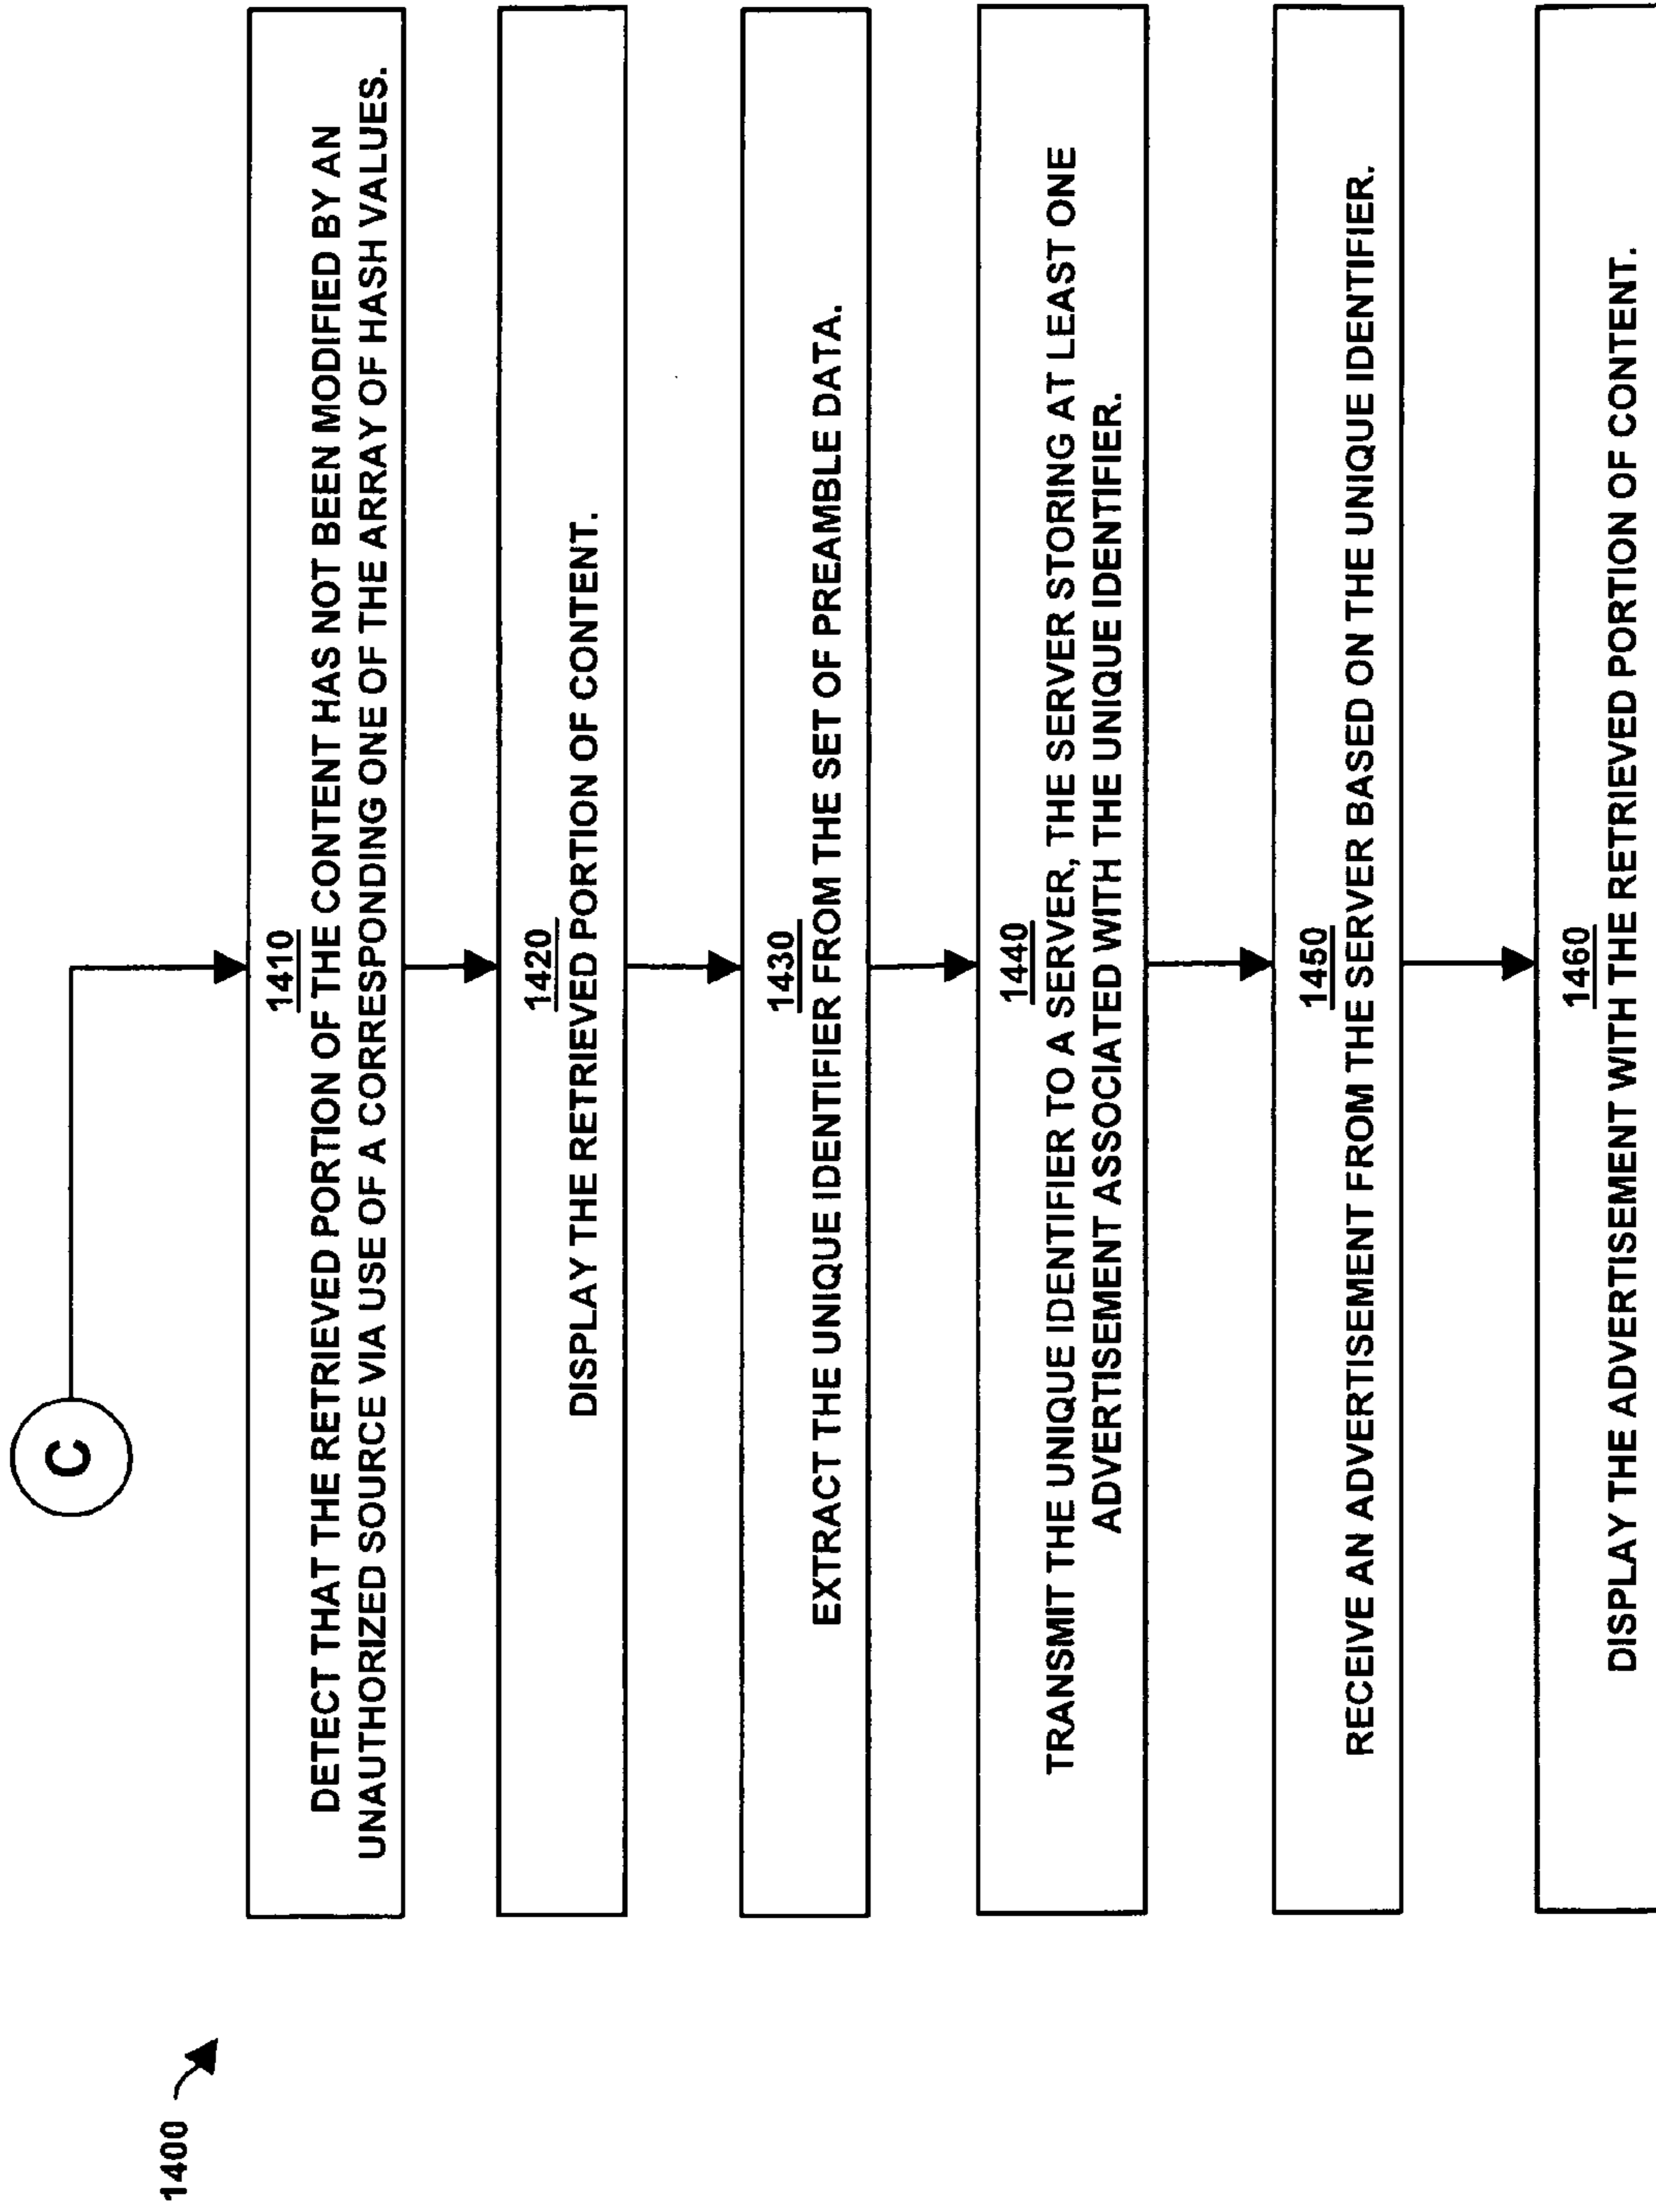 1400
C
1410
DETECT THAT THE RETRIEVED PORTION OF THE CONTENT HAS NOT BEEN MODIFIED BY AN
UNAUTHORIZED SOURCE VIA USE OF A CORRESPONDING ONE OF THE ARRAY OF HASH VALUES.
1420
DISPLAY THE RETRIEVED PORTION OF CONTENT.
1430
EXTRACT THE UNIQUE IDENTIFIER FROM THE SET OF PREAMBLE DATA.
1440
TRANSMIT THE UNIQUE IDENTIFIER TO A SERVER, THE SERVER STORING AT LEAST ONE
ADVERTISEMENT ASSOCIATED WITH THE UNIQUE IDENTIFIER.
1450
RECEIVE AN ADVERTISEMENT FROM THE SERVER BASED ON THE UNIQUE IDENTIFIER.
1460
DISPLAY THE ADVERTISEMENT WITH THE RETRIEVED PORTION OF CONTENT.